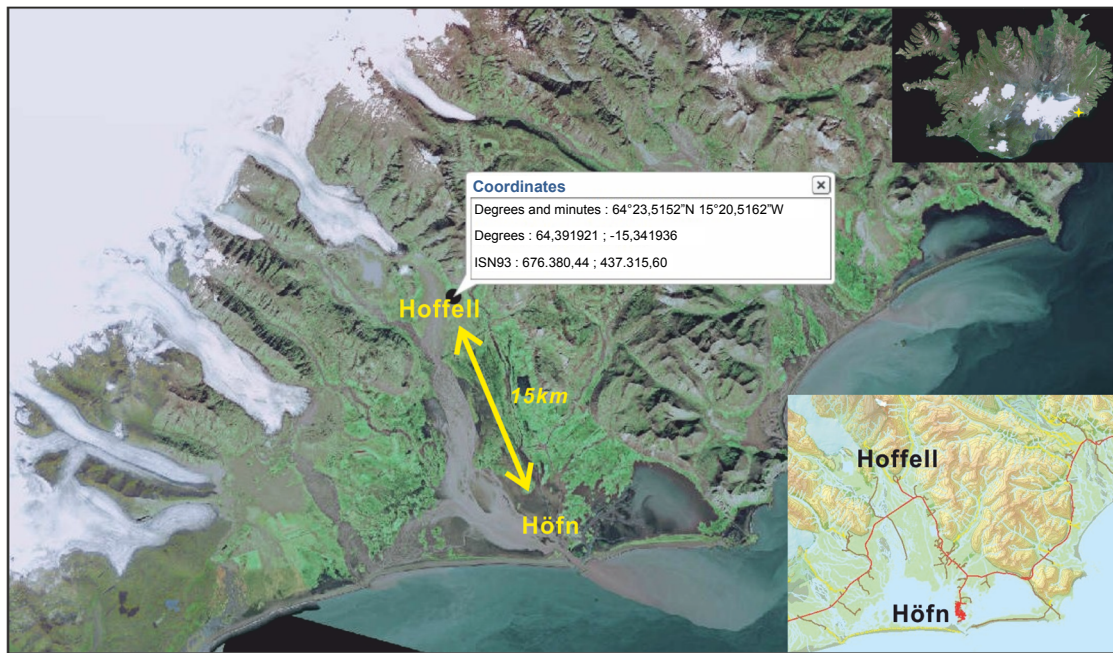 Coordinates
Degrees and minutes : 64°23,5152”N 15°20,5162”W
Degrees : 64,391921 ; -15,341936
ISN93 : 676.380,44 ; 437.315,60
Hoffell
15km
Höfn
Hoffell
Höfn